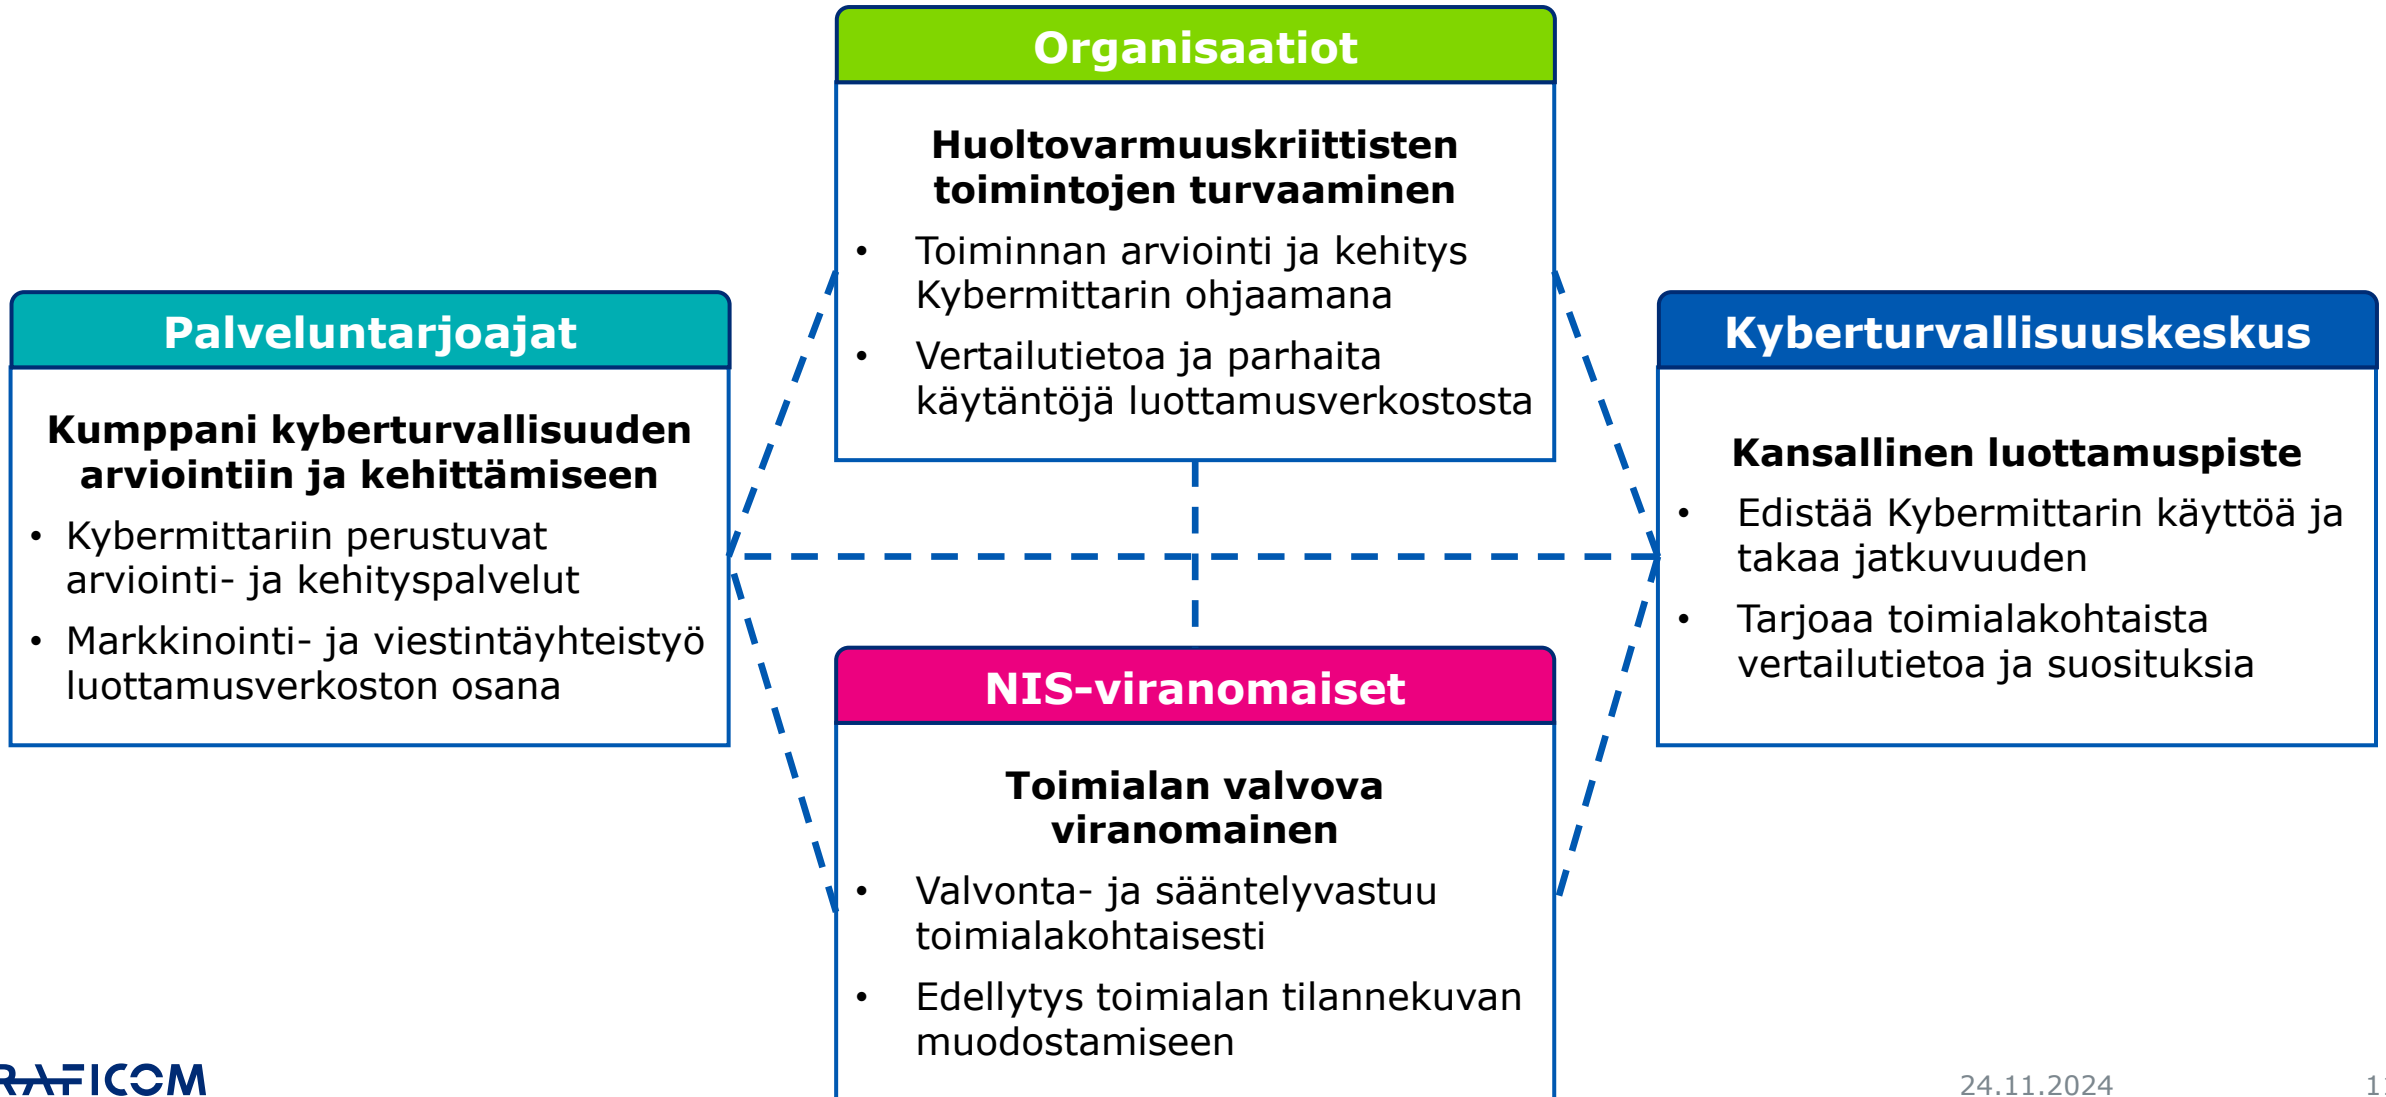 Organisaatiot
Huoltovarmuuskriittisten
toimintojen turvaaminen
• Toiminnan arviointi ja kehitys
Kybermittarin ohjaamana
• Vertailutietoa ja parhaita
käytäntöjä luottamusverkostosta
Palveluntarjoajat
Kumppani kyberturvallisuuden
arviointiin ja kehittämiseen
• Kybermittariin perustuvat
arviointi- ja kehityspalvelut
• Markkinointi- ja viestintäyhteistyö
luottamusverkoston osana
Kyberturvallisuuskeskus
Kansallinen luottamuspiste
• Edistää Kybermittarin käyttöä ja
takaa jatkuvuuden
• Tarjoaa toimialakohtaista
vertailutietoa ja suosituksia
NIS-viranomaiset
Toimialan valvova
viranomainen
• Valvonta- ja sääntelyvastuu
toimialakohtaisesti
• Edellytys toimialan tilannekuvan
muodostamiseen
RAFICOM
24.11.2024